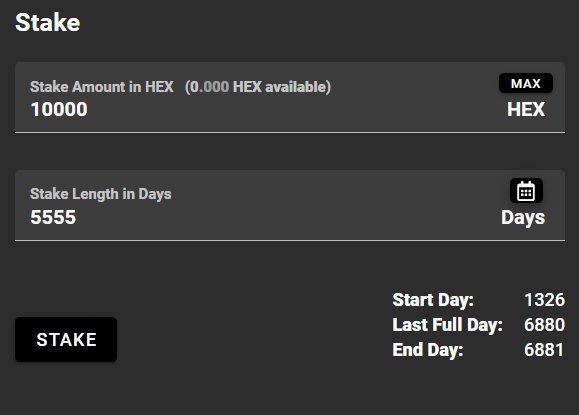 Stake
Stake Amount in HEX (0.000 HEX available)
MAX
10000 HEX
Stake Length in Days
5555 Days
Start Day: 1326
Last Full Day: 6880
End Day: 6881
STAKE